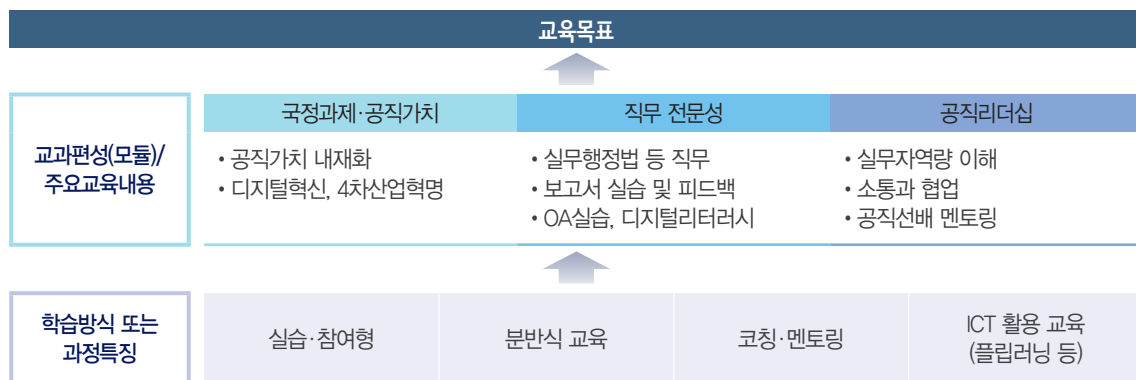 교육목표
국정과제·공직가치
직무 전문성
공직리더십
교과편성(모듈)/
주요교육내용
• 공직가치 내재화
• 디지털혁신, 4차산업혁명
• 실무행정법 등 직무
• 보고서 실습 및 피드백
• OA실습, 디지털리터러시
• 실무자역량 이해
• 소통과 협업
• 공직선배 멘토링
학습방식 또는
과정특징
실습·참여형
분반식 교육
코칭·멘토링
ICT 활용 교육
(플립러닝 등)